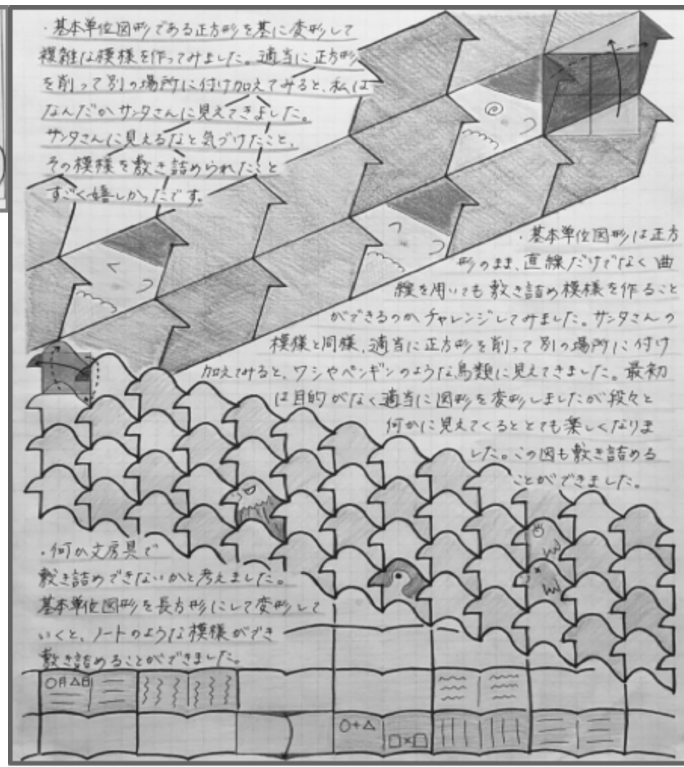 ・基本単位図形である正方形を基に変形して
複雑な模様を作ってみました。適当に正方形
を削って別の場所に付け加えてみると、私は
なんだかサンタさんに見えてきました。
サンタさんに見えるなと気づけたこと、
その模様を敷き詰められたこと
すごく嬉しかったです。
・基本単位図形は正方
形のまま、直線だけでなく曲
線を用いても敷き詰め模様を作ること
ができるのかチャレンジしてみました。サンタさんの
模様と同様、適当に正方形を削って別の場所に付け
加えてみると、ワシやペンギンのような鳥類に見えてきました。最初
は目的がなく適当に図形を変形しましたが段々と
何かに見えてくるととても楽しくなりま
した。この図も敷き詰める
ことができました。
・何か文房具で
敷き詰めできないかと考えました。
基本単位図形を長方形にして変形して
いくと、ノートのような模様ができ
敷き詰めることができました。
○月△日
○+△
□×□